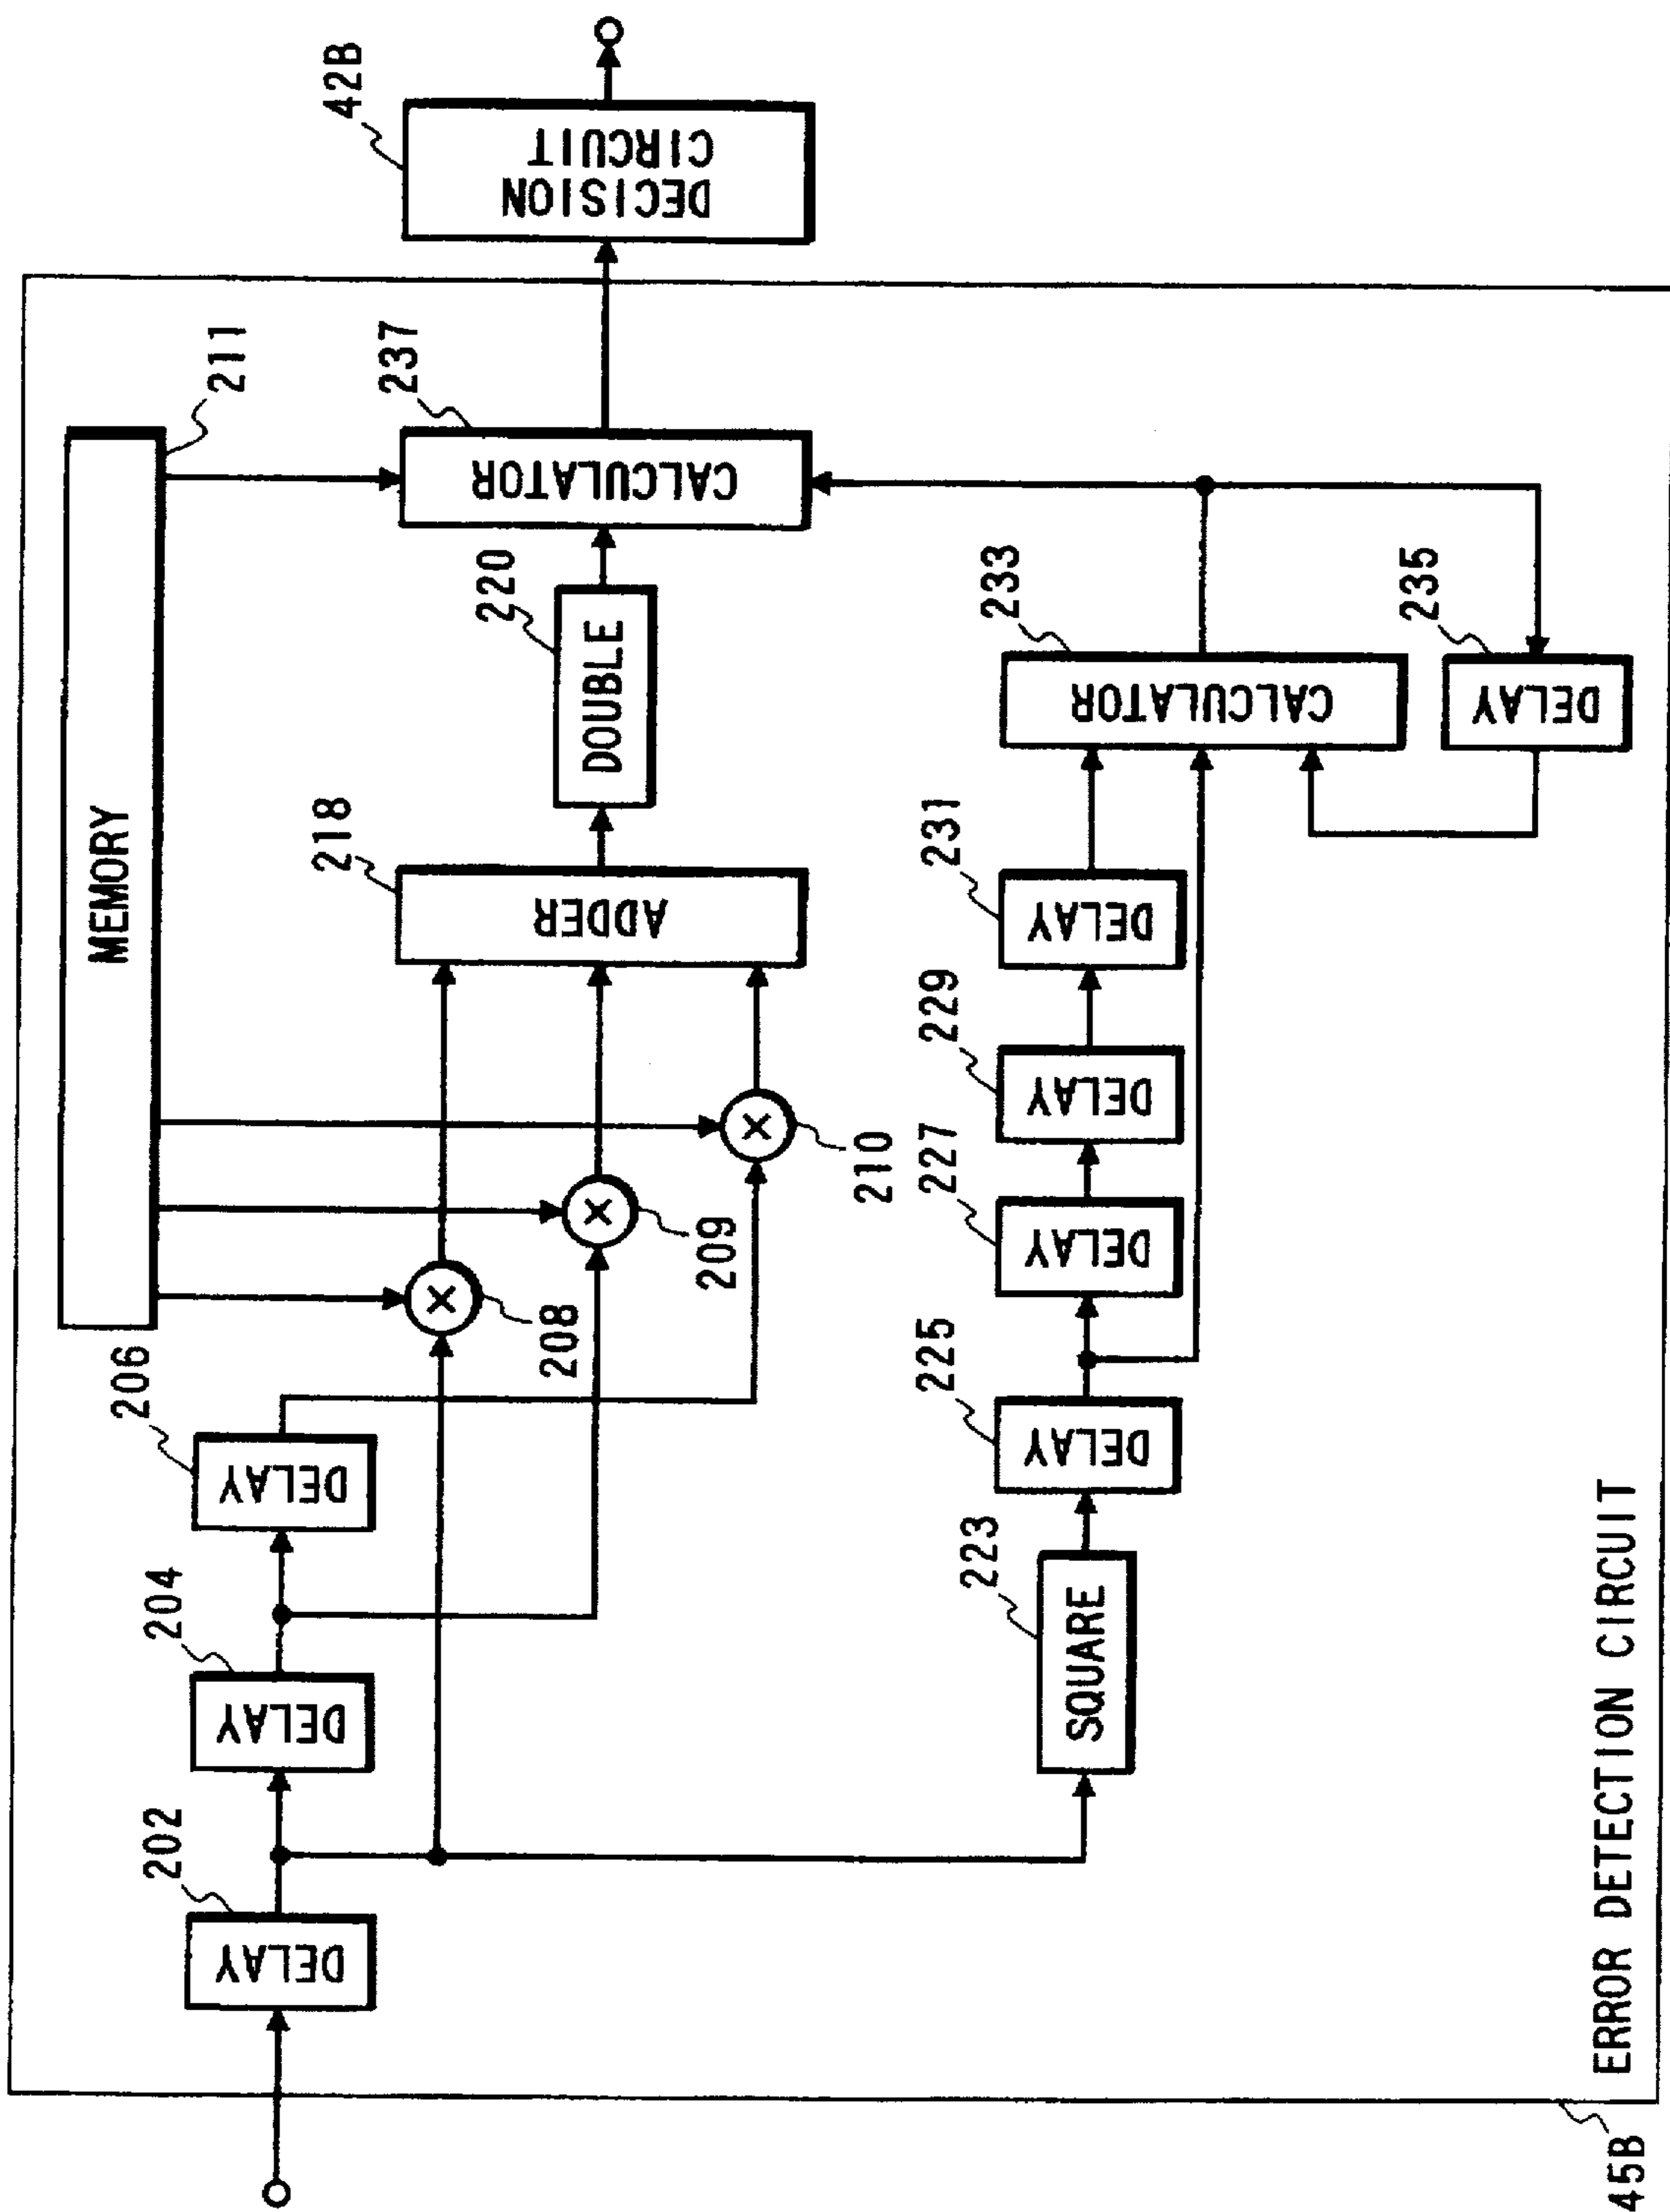 42B
DECISION
CIRCUIT
211
MEMORY
237
CALCULATOR
220
DOUBLE
218
ADDER
206
DELAY
204
DELAY
202
DELAY
208
209
210
233
CALCULATOR
235
DELAY
231
DELAY
229
DELAY
227
DELAY
225
DELAY
223
SQUARE
ERROR DETECTION CIRCUIT
45B